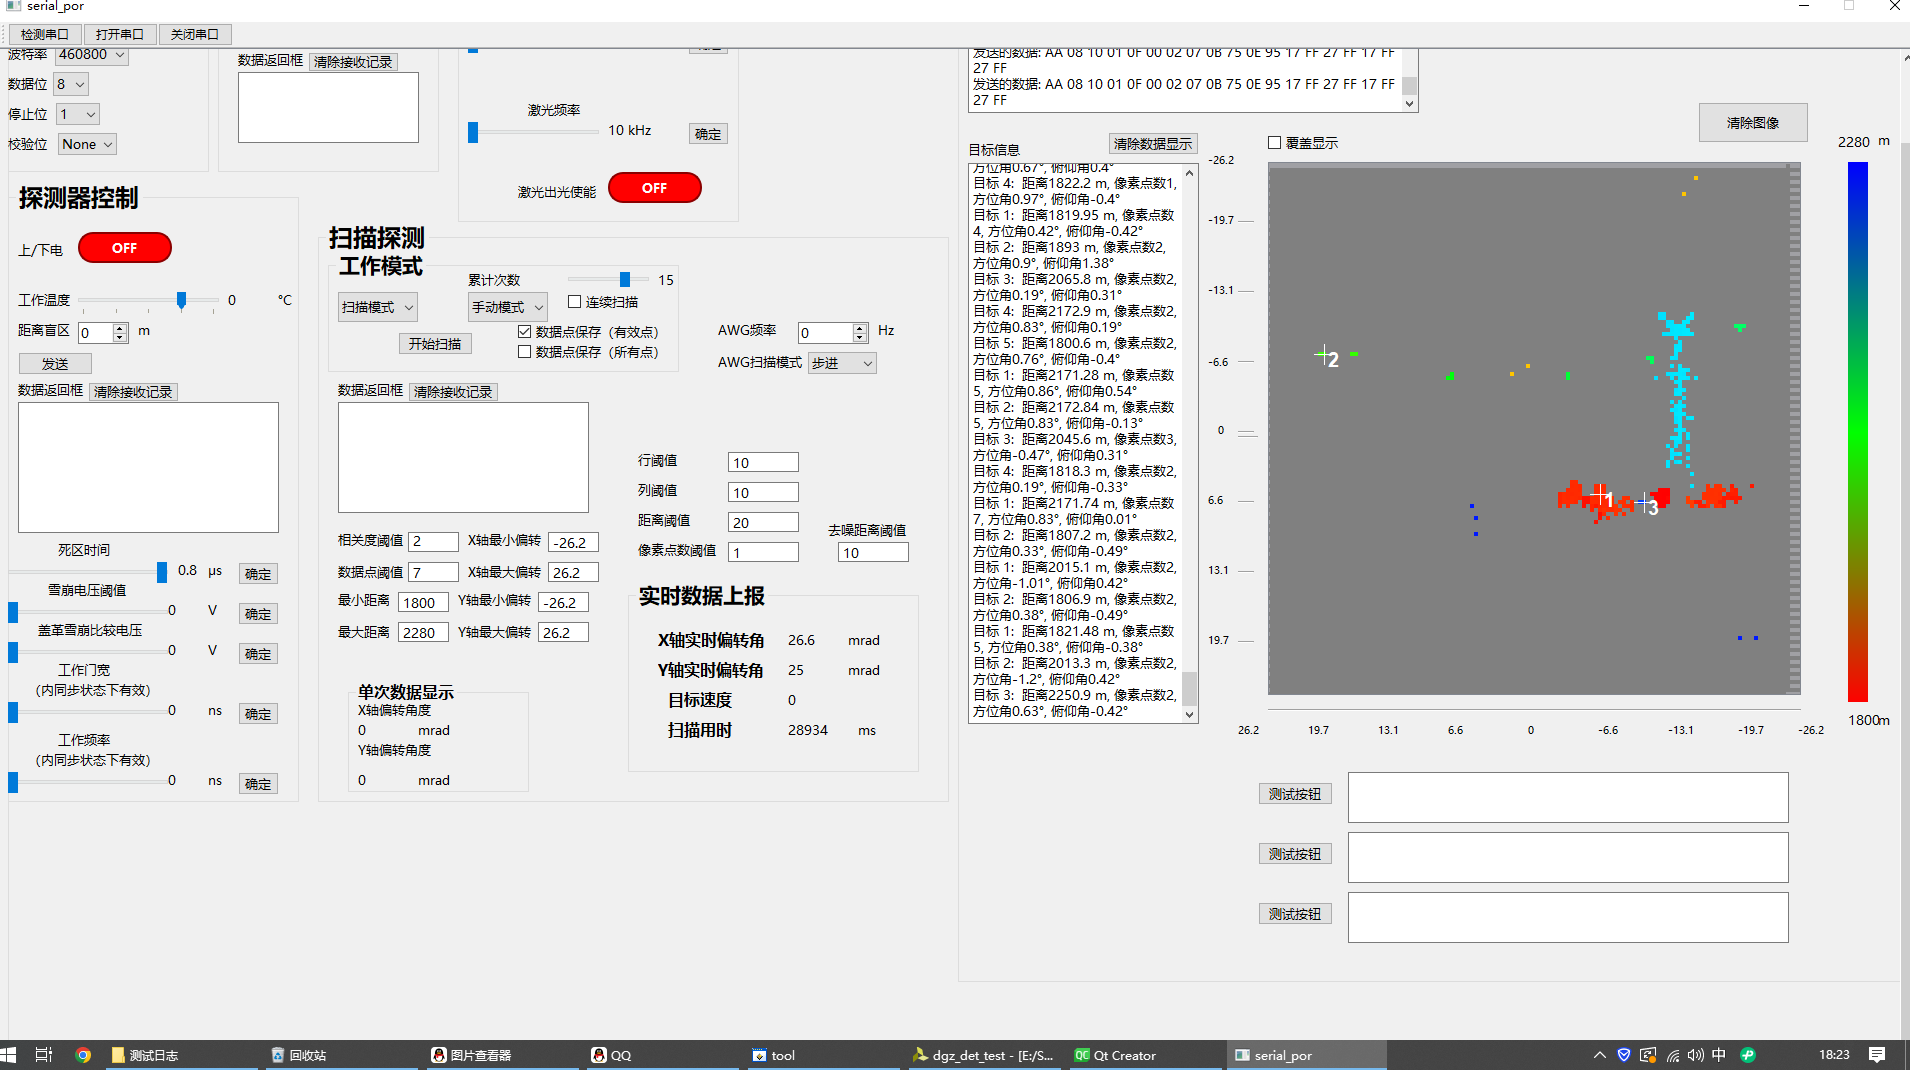 serial_por
检测串口
打开串口
关闭串口
波特率 460800
数据位 8
停止位 1
校验位 None
数据返回框 清除接收记录
激光频率
10 kHz 确定
激光出光使能 OFF
探测器控制
上/下电 OFF
工作温度 0 °C
距离盲区 0 m
发送
数据返回框 清除接收记录
死区时间
0.8 μs 确定
雪崩电压阈值
0 V 确定
盖革雪崩比较电压
0 V 确定
工作门宽
(内同步状态下有效)
0 ns 确定
工作频率
(内同步状态下有效)
0 ns 确定
扫描探测
工作模式
累计次数 15
扫描模式 手动模式 连续扫描
开始扫描
数据点保存（有效点）
数据点保存（所有点）
AWG频率 0 Hz
AWG扫描模式 步进
数据返回框 清除接收记录
行阈值 10
列阈值 10
距离阈值 20
像素点数阈值 1
去噪距离阈值
10
相关度阈值 2 X轴最小偏转 -26.2
数据点阈值 7 X轴最大偏转 26.2
最小距离 1800 Y轴最小偏转 -26.2
最大距离 2280 Y轴最大偏转 26.2
实时数据上报
X轴实时偏转角 26.6 mrad
Y轴实时偏转角 25 mrad
目标速度 0
扫描用时 28934 ms
单次数据显示
X轴偏转角度
0 mrad
Y轴偏转角度
0 mrad
发送的数据: AA 08 10 01 0F 00 02 07 0B 75 0E 95 17 FF 27 FF 17 FF
27 FF
发送的数据: AA 08 10 01 0F 00 02 07 0B 75 0E 95 17 FF 27 FF 17 FF
27 FF
目标信息 清除数据显示
方位角0.67°, 俯仰角0.4°
目标 4: 距离1822.2 m, 像素点数1,
方位角0.97°, 俯仰角-0.4°
目标 1: 距离1819.95 m, 像素点数
4, 方位角0.42°, 俯仰角-0.42°
目标 2: 距离1893 m, 像素点数2,
方位角0.9°, 俯仰角1.38°
目标 3: 距离2065.8 m, 像素点数2,
方位角0.19°, 俯仰角0.31°
目标 4: 距离2172.9 m, 像素点数2,
方位角0.83°, 俯仰角0.19°
目标 5: 距离1800.6 m, 像素点数2,
方位角0.76°, 俯仰角-0.4°
目标 1: 距离2171.28 m, 像素点数
5, 方位角0.86°, 俯仰角0.54°
目标 2: 距离2172.84 m, 像素点数
5, 方位角0.83°, 俯仰角-0.13°
目标 3: 距离2045.6 m, 像素点数3,
方位角-0.47°, 俯仰角0.31°
目标 4: 距离1818.3 m, 像素点数2,
方位角0.19°, 俯仰角-0.33°
目标 1: 距离2171.74 m, 像素点数
7, 方位角0.83°, 俯仰角0.01°
目标 2: 距离1807.2 m, 像素点数2,
方位角0.33°, 俯仰角-0.49°
目标 1: 距离2015.1 m, 像素点数2,
方位角-1.01°, 俯仰角0.42°
目标 2: 距离1806.9 m, 像素点数2,
方位角0.38°, 俯仰角-0.49°
目标 1: 距离1821.48 m, 像素点数
5, 方位角0.38°, 俯仰角-0.38°
目标 2: 距离2013.3 m, 像素点数2,
方位角-1.2°, 俯仰角0.42°
目标 3: 距离2250.9 m, 像素点数2,
方位角0.63°, 俯仰角-0.42°
覆盖显示
清除图像
2280 m
-26.2
-19.7
-13.1
-6.6
0
6.6
13.1
19.7
2
1
3
1800m
26.2 19.7 13.1 6.6 0 -6.6 -13.1 -19.7 -26.2
测试按钮
测试按钮
测试按钮
测试日志
回收站
图片查看器
QQ
tool
dgz_det_test - [E:/S...
QC Qt Creator
serial_por
中
18:23